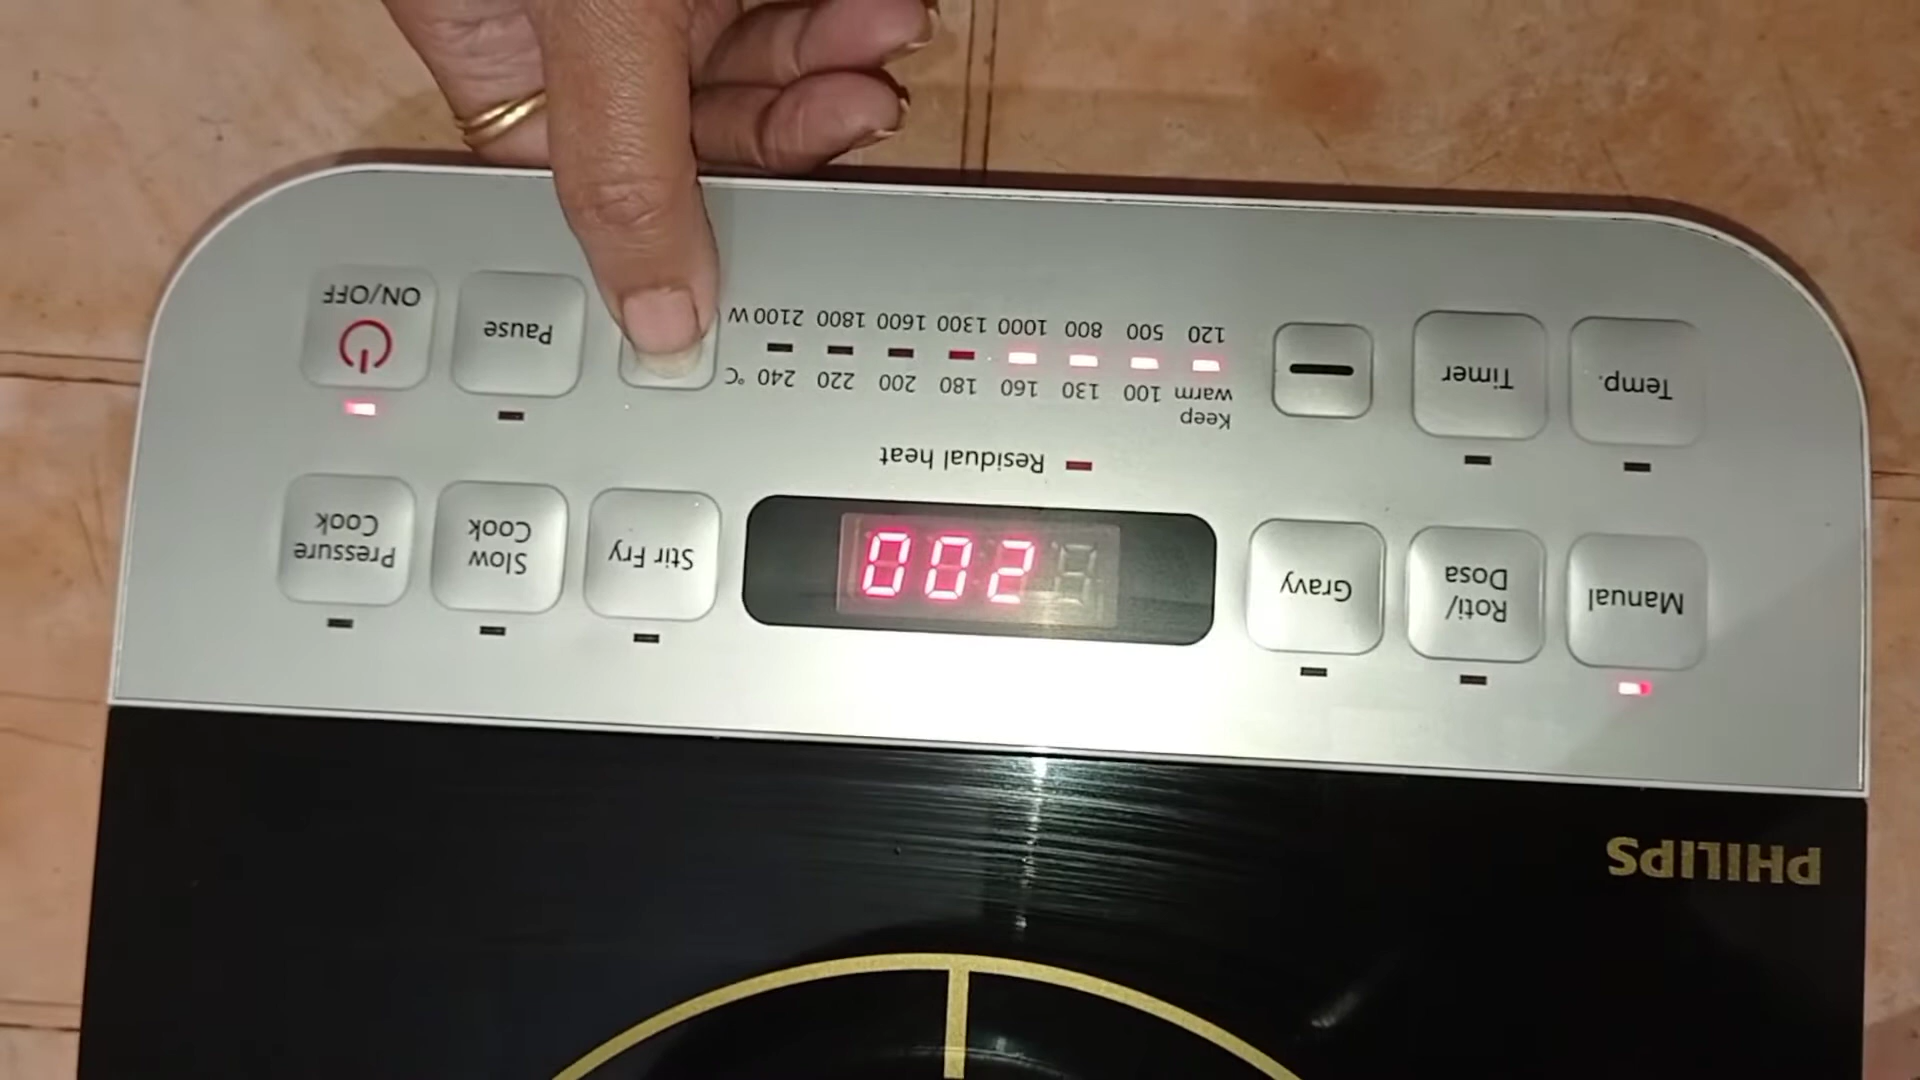 PHILIPS
Manual
Roti/
Dosa
Gravy
200
Stir Fry
Slow
Cook
Pressure
Cook
Residual heat
Temp.
Timer
Keep
warm 100 130 160 180 200 220 240 °C
120 500 800 1000 1300 1600 1800 2100 W
Pause
ON/OFF